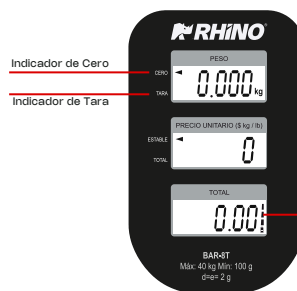 RHINO
PESO
Indicador de Cero
CERO
0.000 kg
TARA
Indicador de Tara
PRECIO UNITARIO ($ kg / lb)
ESTABLE
0
TOTAL
TOTAL
0.00
BAR-8T
Máx: 40 kg Mín: 100 g
d=e= 2 g